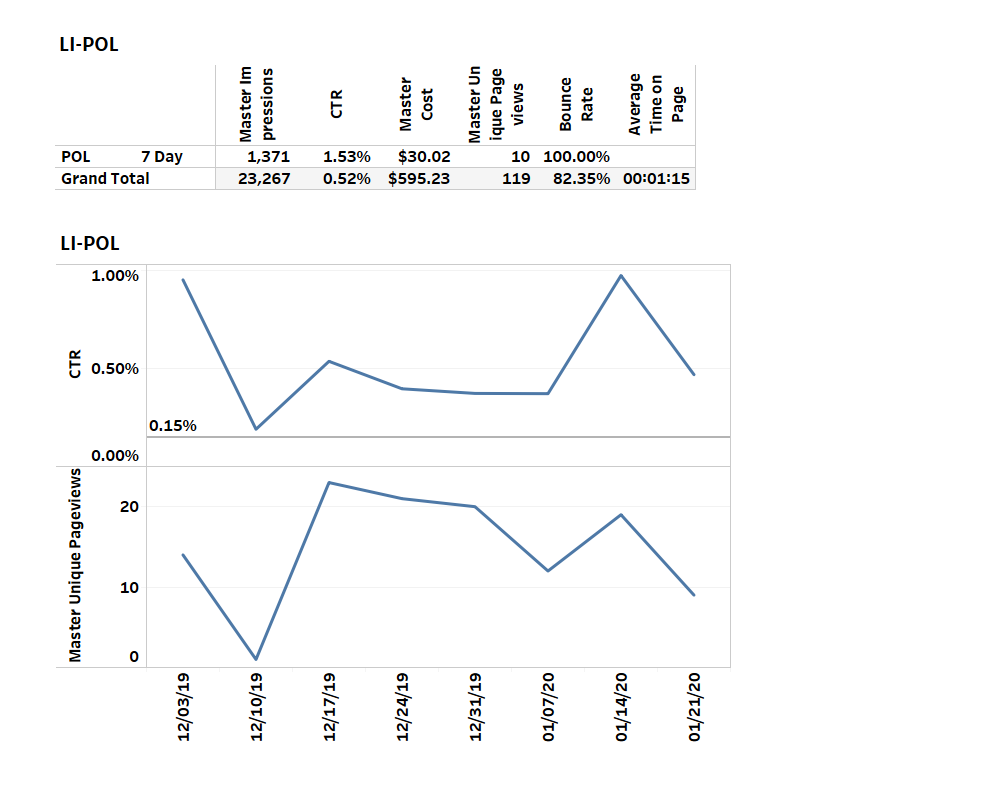 LI-POL
Master Im
pressions
CTR
Master
Cost
Master Un
ique Page
views
Bounce
Rate
Average
Time on
Page
POL 7 Day 1,371 1.53% $30.02 10 100.00%
Grand Total 23,267 0.52% $595.23 119 82.35% 00:01:15
LI-POL
CTR
1.00%
0.50%
0.15%
0.00%
Master Unique Pageviews
20
10
0
12/03/19
12/10/19
12/17/19
12/24/19
12/31/19
01/07/20
01/14/20
01/21/20